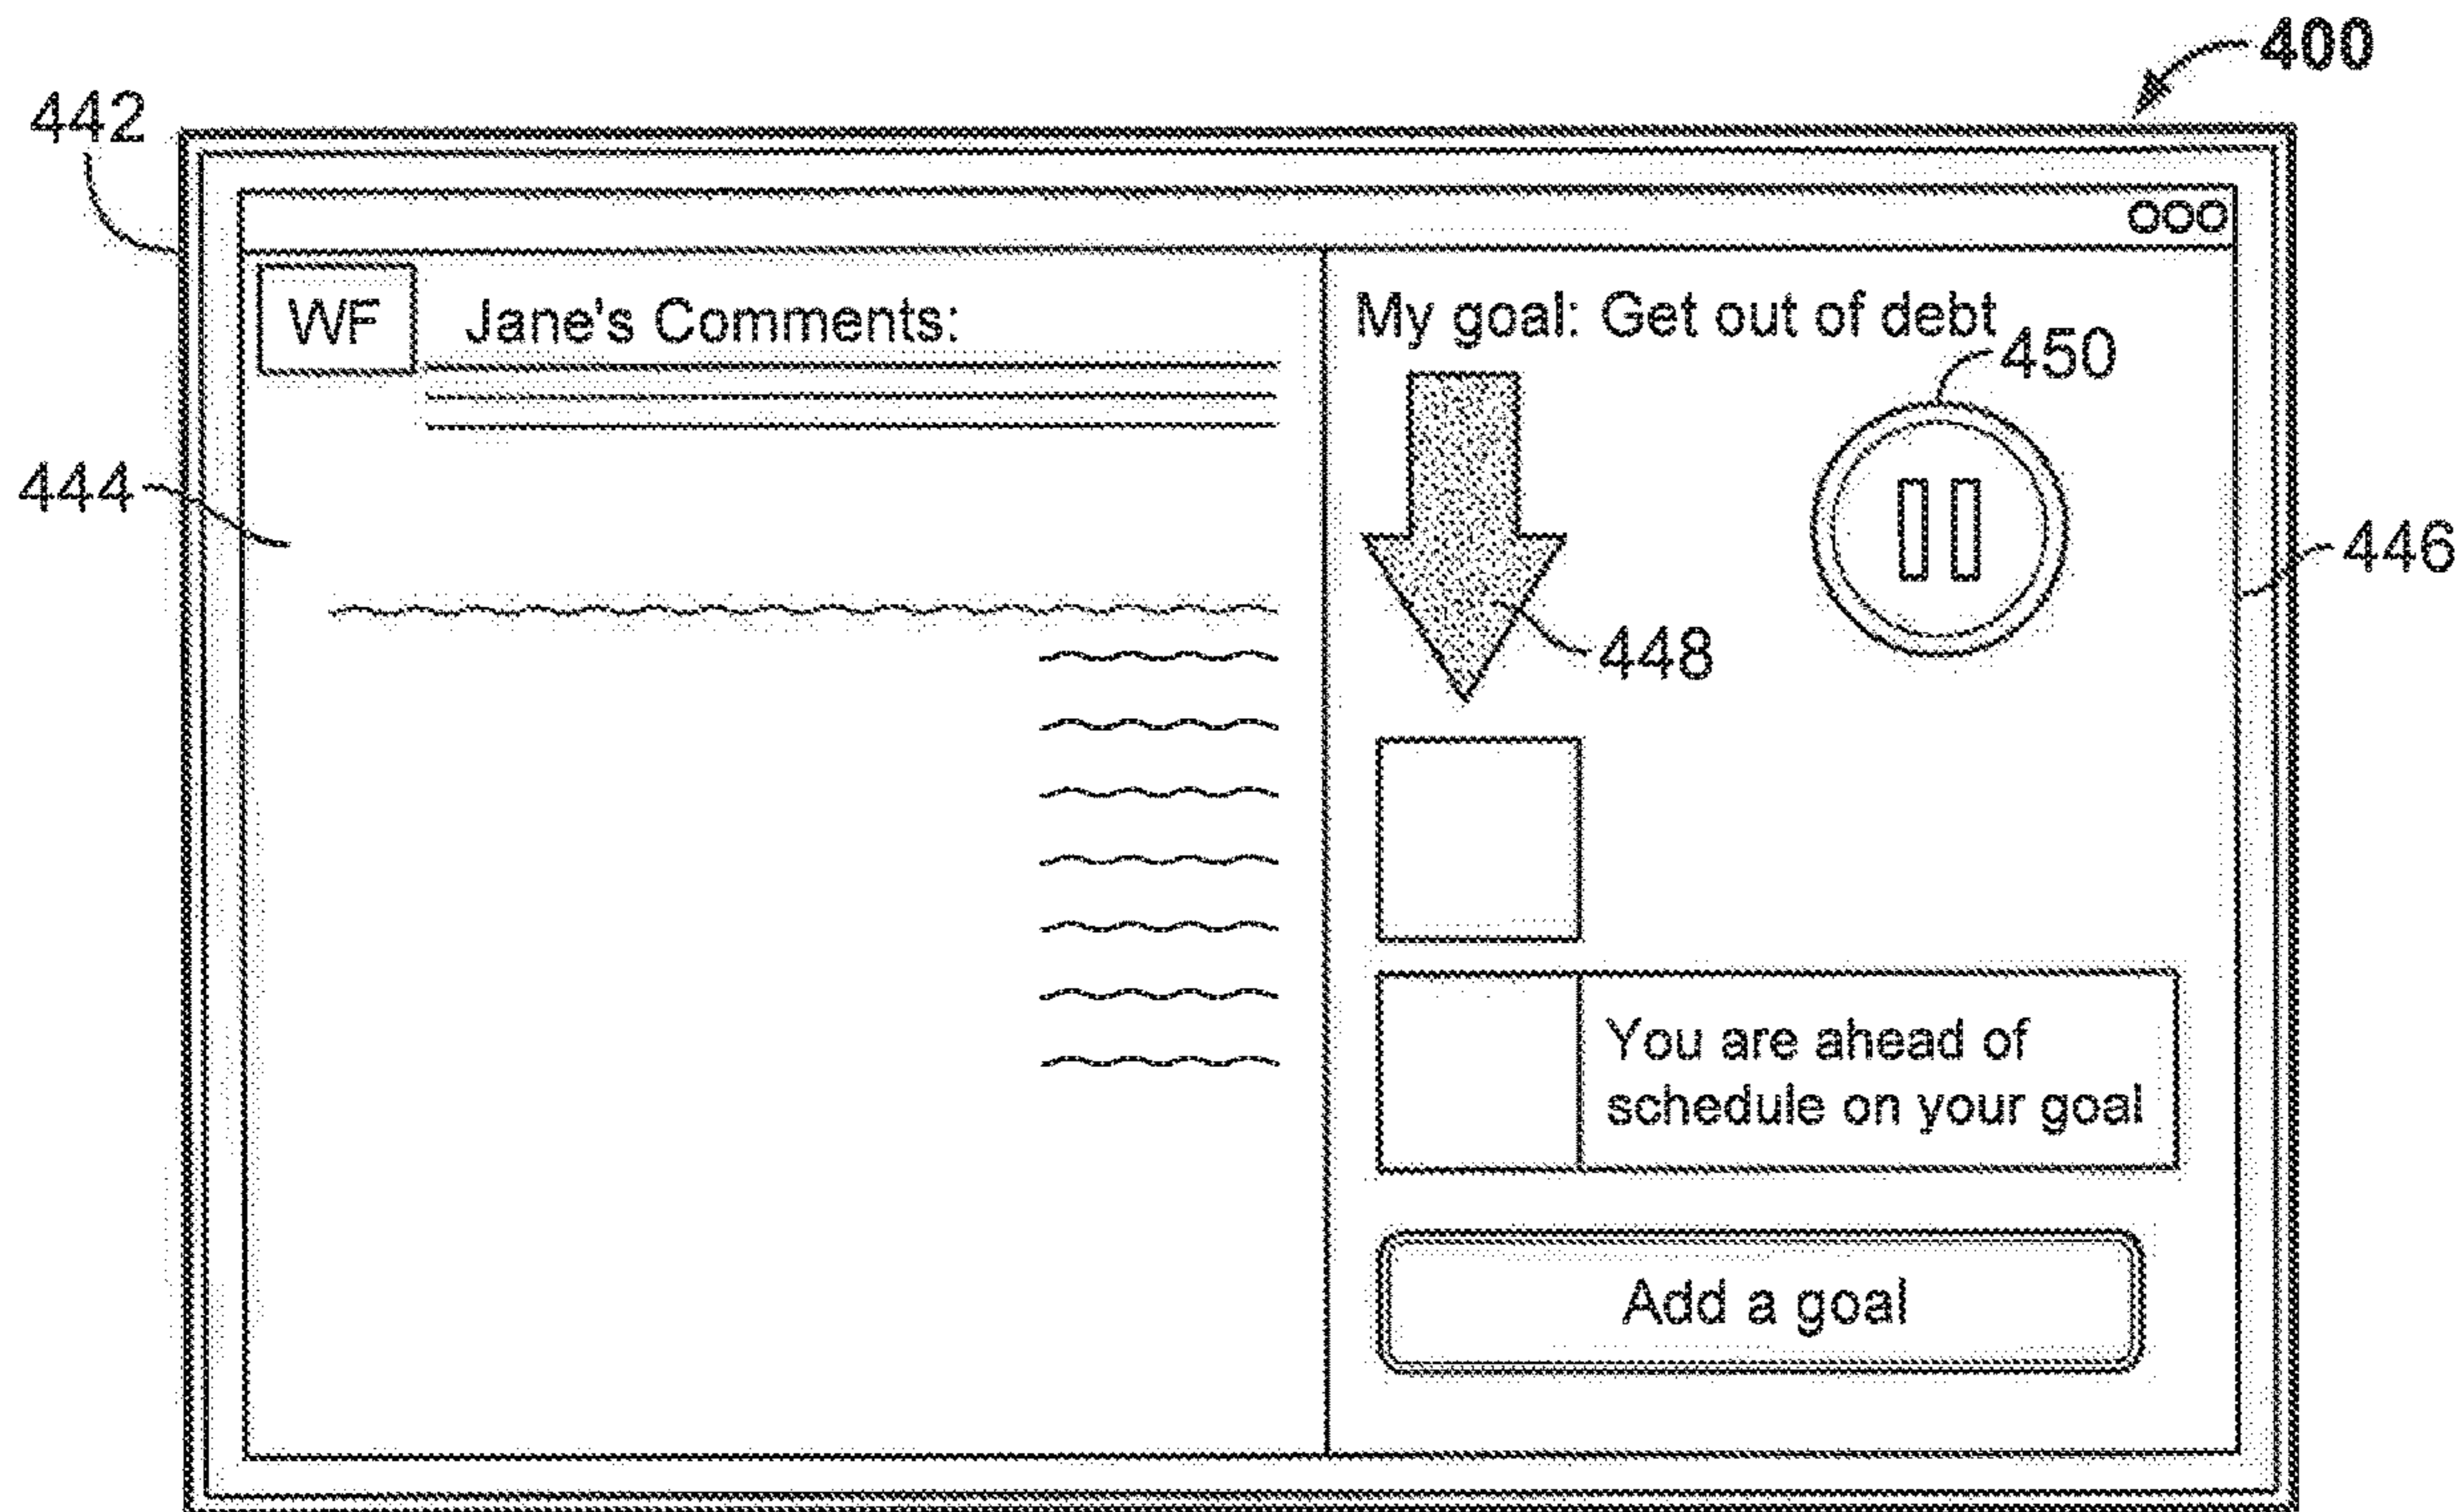 400
442
WF
Jane's Comments:
My goal: Get out of debt
450
444
446
448
You are ahead of
schedule on your goal
Add a goal